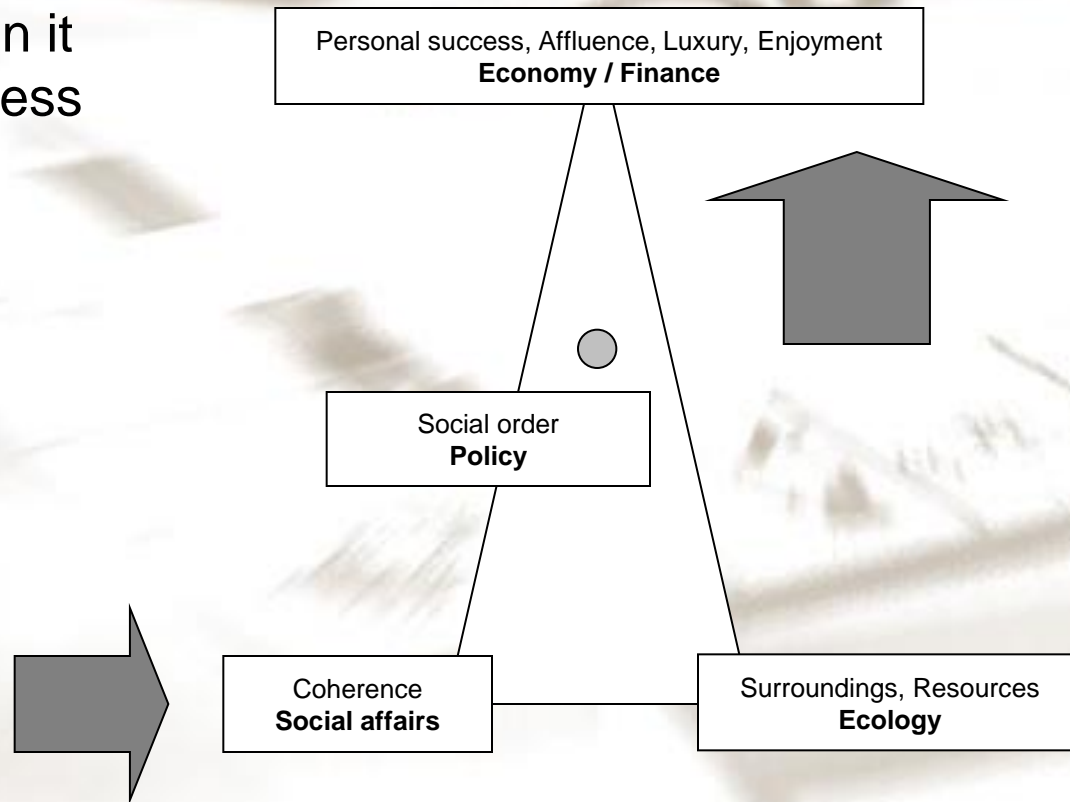 n it
ess
Personal success, Affluence, Luxury, Enjoyment
Economy / Finance
Social order
Policy
Coherence
Social affairs
Surroundings, Resources
Ecology